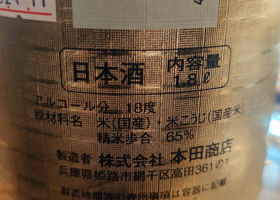 日本酒 内容量
1.8ℓ
アルコール分 18度
原材料名 米(国産)・米こうじ(国産米)
精米歩合 65%
製造者 株式会社 本田商店
兵庫県姫路市網干区高田361の1